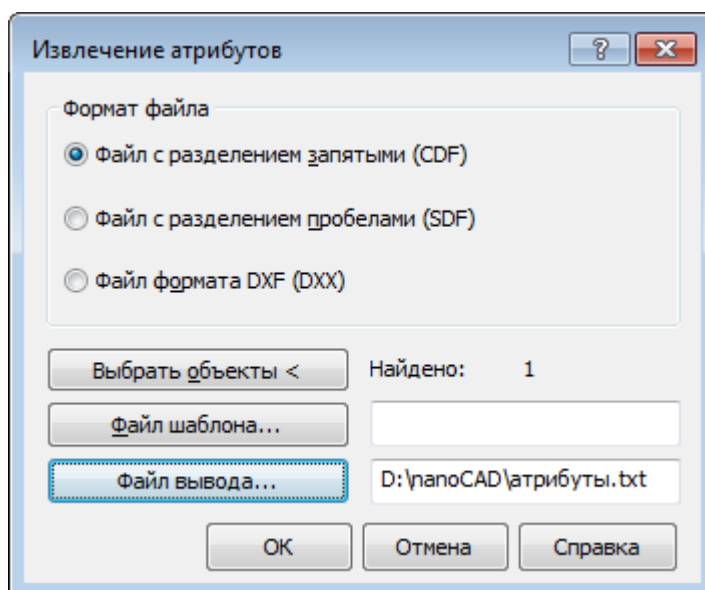 Извлечение атрибутов
Формат файла
Файл с разделением запятыми (CDF)
Файл с разделением пробелами (SDF)
Файл формата DXF (DXX)
Выбрать объекты < Найдено: 1
Файл шаблона...
Файл вывода... D:\nanoCAD\атрибуты.txt
ОК Отмена Справка